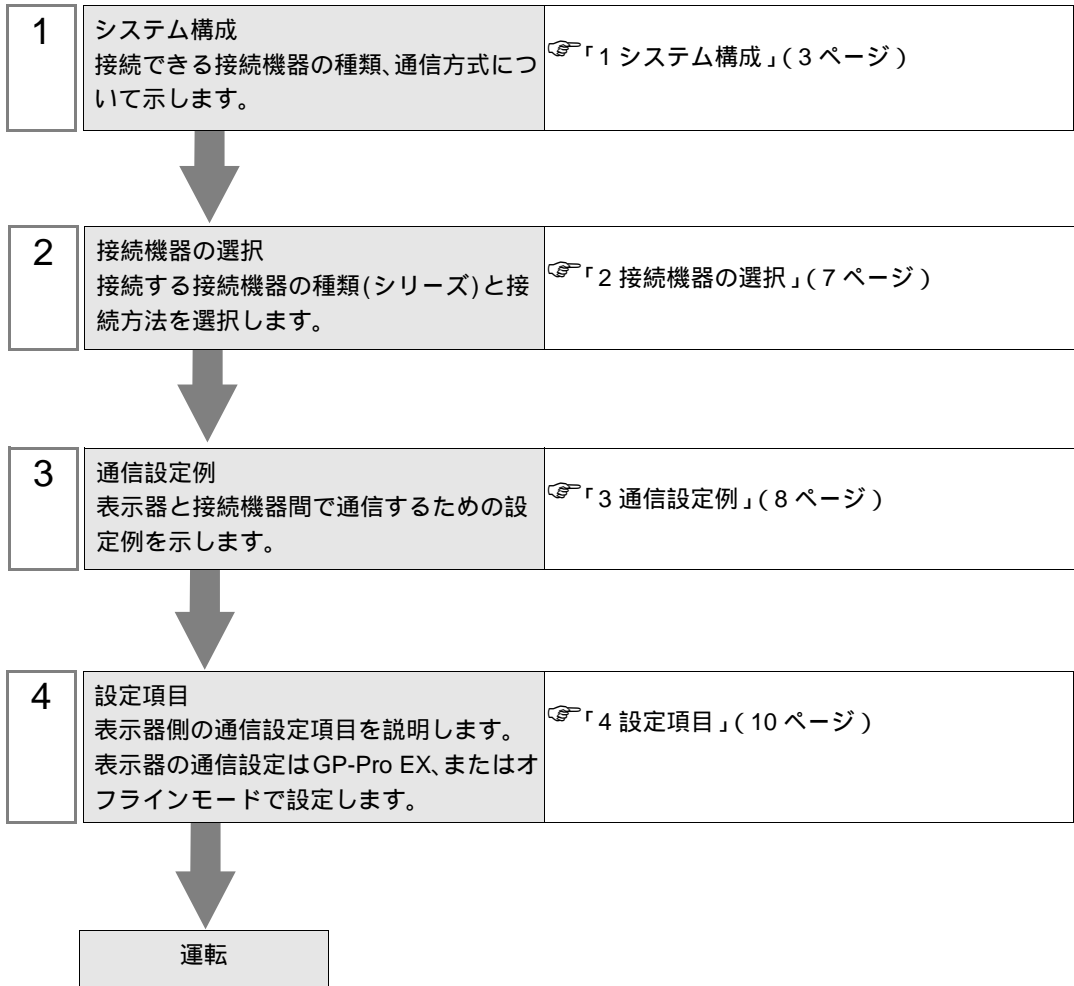 1
システム構成
接続できる接続機器の種類、通信方式につ
いて示します。
☞「1 システム構成」(3 ページ)
2
接続機器の選択
接続する接続機器の種類(シリーズ)と接
続方法を選択します。
☞「2 接続機器の選択」(7 ページ)
3
通信設定例
表示器と接続機器間で通信するための設
定例を示します。
☞「3 通信設定例」(8 ページ)
4
設定項目
表示器側の通信設定項目を説明します。
表示器の通信設定はGP-Pro EX、またはオ
フラインモードで設定します。
☞「4 設定項目」(10 ページ)
運転